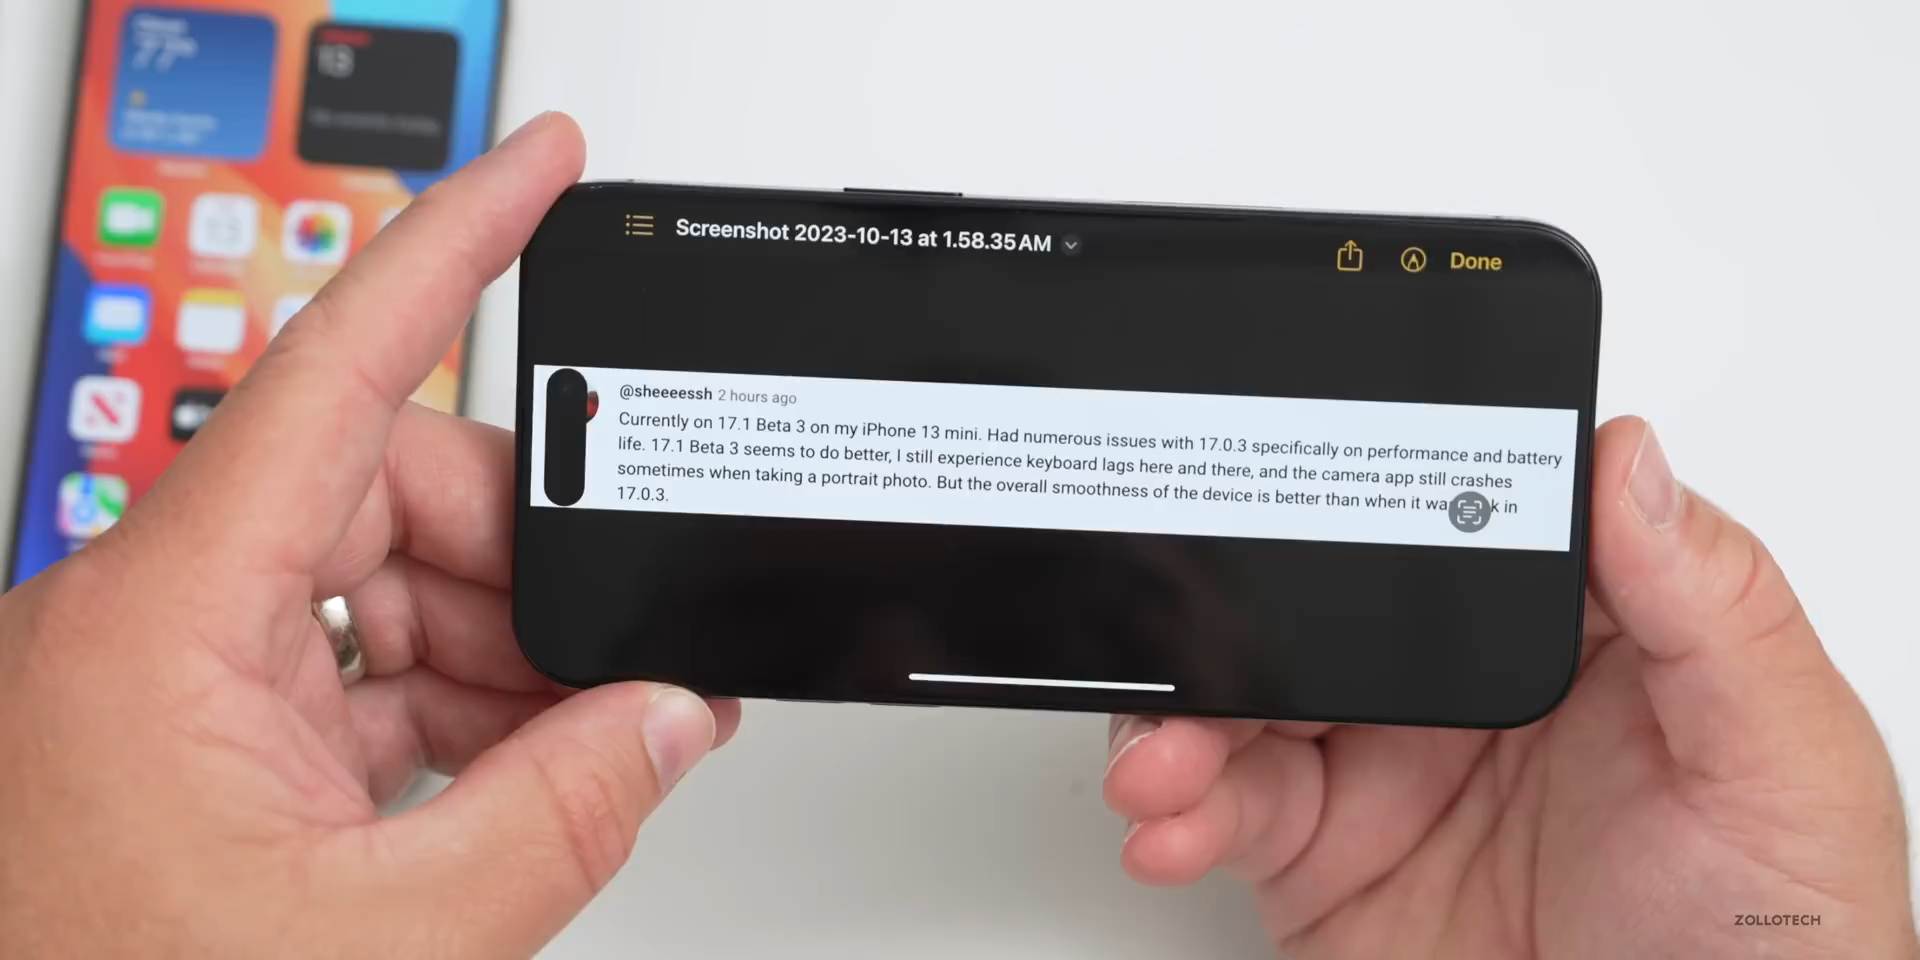 77°
13
Screenshot 2023-10-13 at 1.58.35 AM
Done
@sheeeessh 2 hours ago
Currently on 17.1 Beta 3 on my iPhone 13 mini. Had numerous issues with 17.0.3 specifically on performance and battery
life. 17.1 Beta 3 seems to do better, I still experience keyboard lags here and there, and the camera app still crashes
sometimes when taking a portrait photo. But the overall smoothness of the device is better than when it wa k in
17.0.3.
ZOLLOTECH